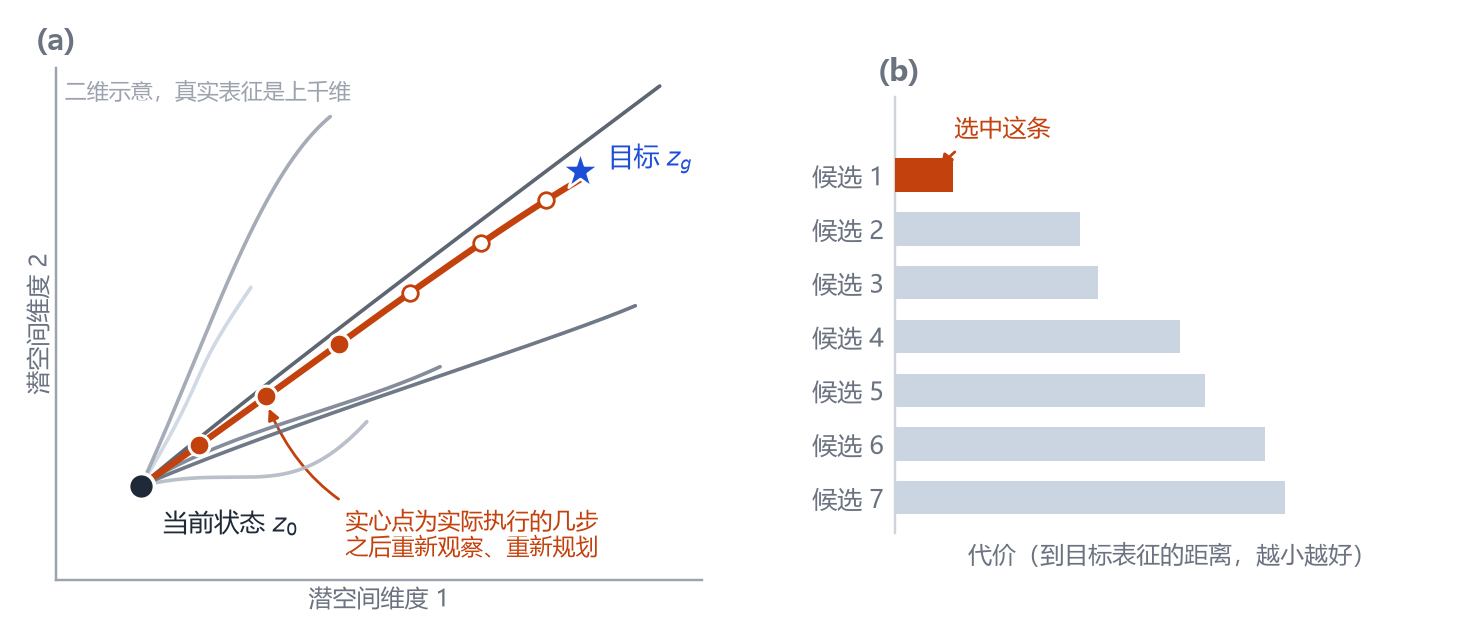 (a)
二维示意，真实表征是上千维
目标 zg
潜空间维度 2
当前状态 z0
实心点为实际执行的几步
之后重新观察、重新规划
潜空间维度 1
(b)
选中这条
候选 1
候选 2
候选 3
候选 4
候选 5
候选 6
候选 7
代价（到目标表征的距离，越小越好）